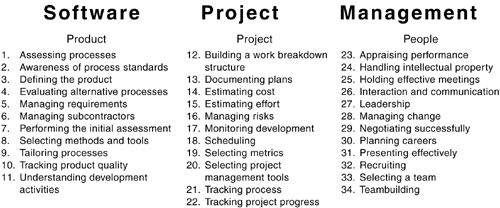 Software Project Management
Product
1. Assessing processes
2. Awareness of process standards
3. Defining the product
4. Evaluating alternative processes
5. Managing requirements
6. Managing subcontractors
7. Performing the initial assessment
8. Selecting methods and tools
9. Tailoring processes
10. Tracking product quality
11. Understanding development
activities
Project
12. Building a work breakdown
structure
13. Documenting plans
14. Estimating cost
15. Estimating effort
16. Managing risks
17. Monitoring development
18. Scheduling
19. Selecting metrics
20. Selecting project
management tools
21. Tracking process
22. Tracking project progress
People
23. Appraising performance
24. Handling intellectual property
25. Holding effective meetings
26. Interaction and communication
27. Leadership
28. Managing change
29. Negotiating successfully
30. Planning careers
31. Presenting effectively
32. Recruiting
33. Selecting a team
34. Teambuilding